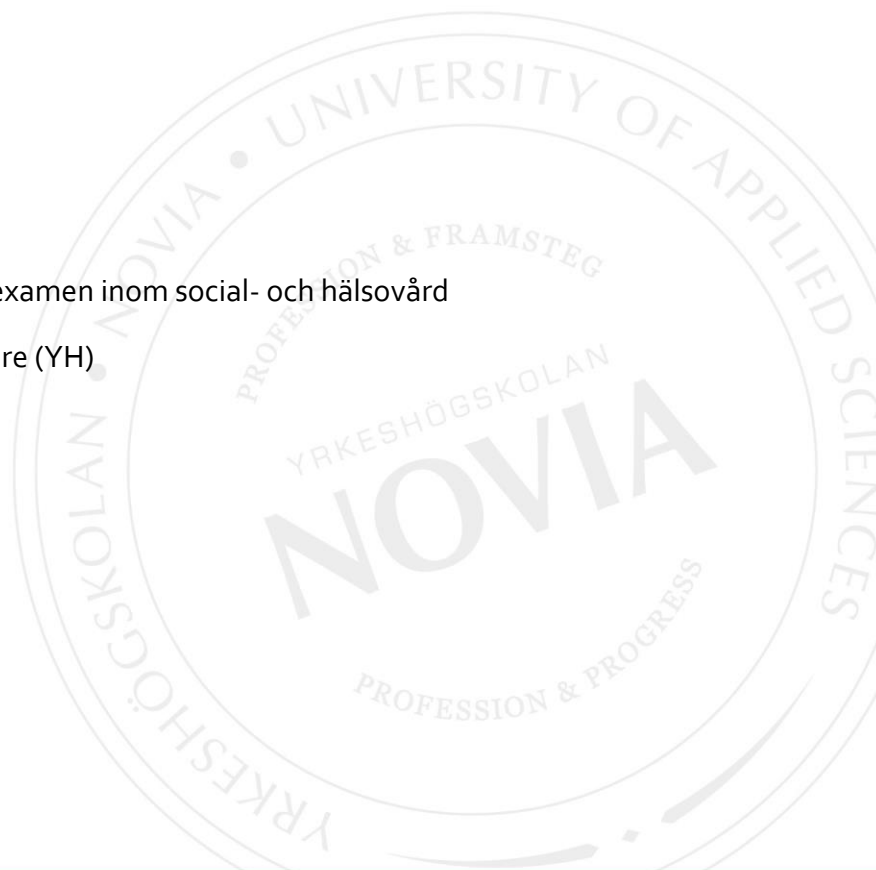 examen inom social- och hälsovård
re (YH)
YRKESHÖGSKOLAN • NOVIA • UNIVERSITY OF APPLIED SCIENCES
PROFESSION & FRAMSTEG
YRKESHÖGSKOLAN
NOVIA
PROFESSION & PROGRESS